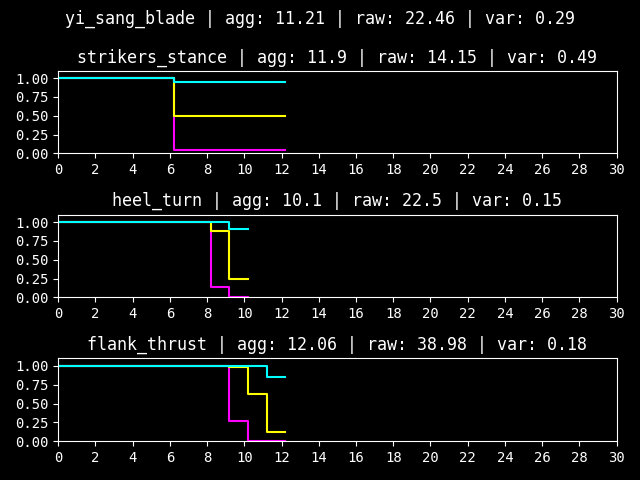 yi_sang_blade | agg: 11.21 | raw: 22.46 | var: 0.29
strikers_stance | agg: 11.9 | raw: 14.15 | var: 0.49
1.00
0.75
0.50
0.25
0.00
0 2 4 6 8 10 12 14 16 18 20 22 24 26 28 30
heel_turn | agg: 10.1 | raw: 22.5 | var: 0.15
1.00
0.75
0.50
0.25
0.00
0 2 4 6 8 10 12 14 16 18 20 22 24 26 28 30
flank_thrust | agg: 12.06 | raw: 38.98 | var: 0.18
1.00
0.75
0.50
0.25
0.00
0 2 4 6 8 10 12 14 16 18 20 22 24 26 28 30